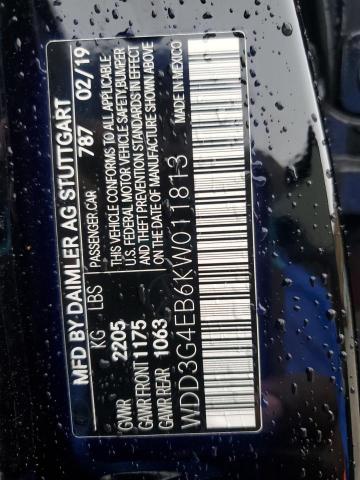 MFD BY DAIMLER AG STUTTGART
PASSENGER CAR 787 02/19
KG LBS
GVWR 2205
GAWR FRONT 1175
GAWR REAR 1063
THIS VEHICLE CONFORMS TO ALL APPLICABLE
U.S. FEDERAL MOTOR VEHICLE SAFETY, BUMPER
AND THEFT PREVENTION STANDARDS IN EFFECT
ON THE DATE OF MANUFACTURE SHOWN ABOVE.
MADE IN MEXICO
WDD3G4EB6KW011813